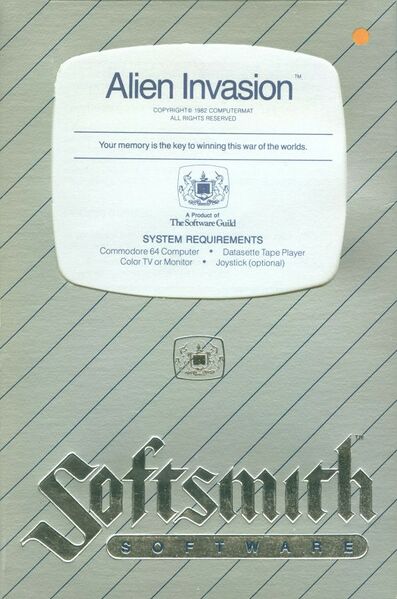 Alien Invasion™
COPYRIGHT© 1982 COMPUTERMAT
ALL RIGHTS RESERVED
Your memory is the key to winning this war of the worlds.
A Product of
The Software Guild
SYSTEM REQUIREMENTS
Commodore 64 Computer • Datasette Tape Player
Color TV or Monitor • Joystick (optional)
Softsmith™
SOFTWARE